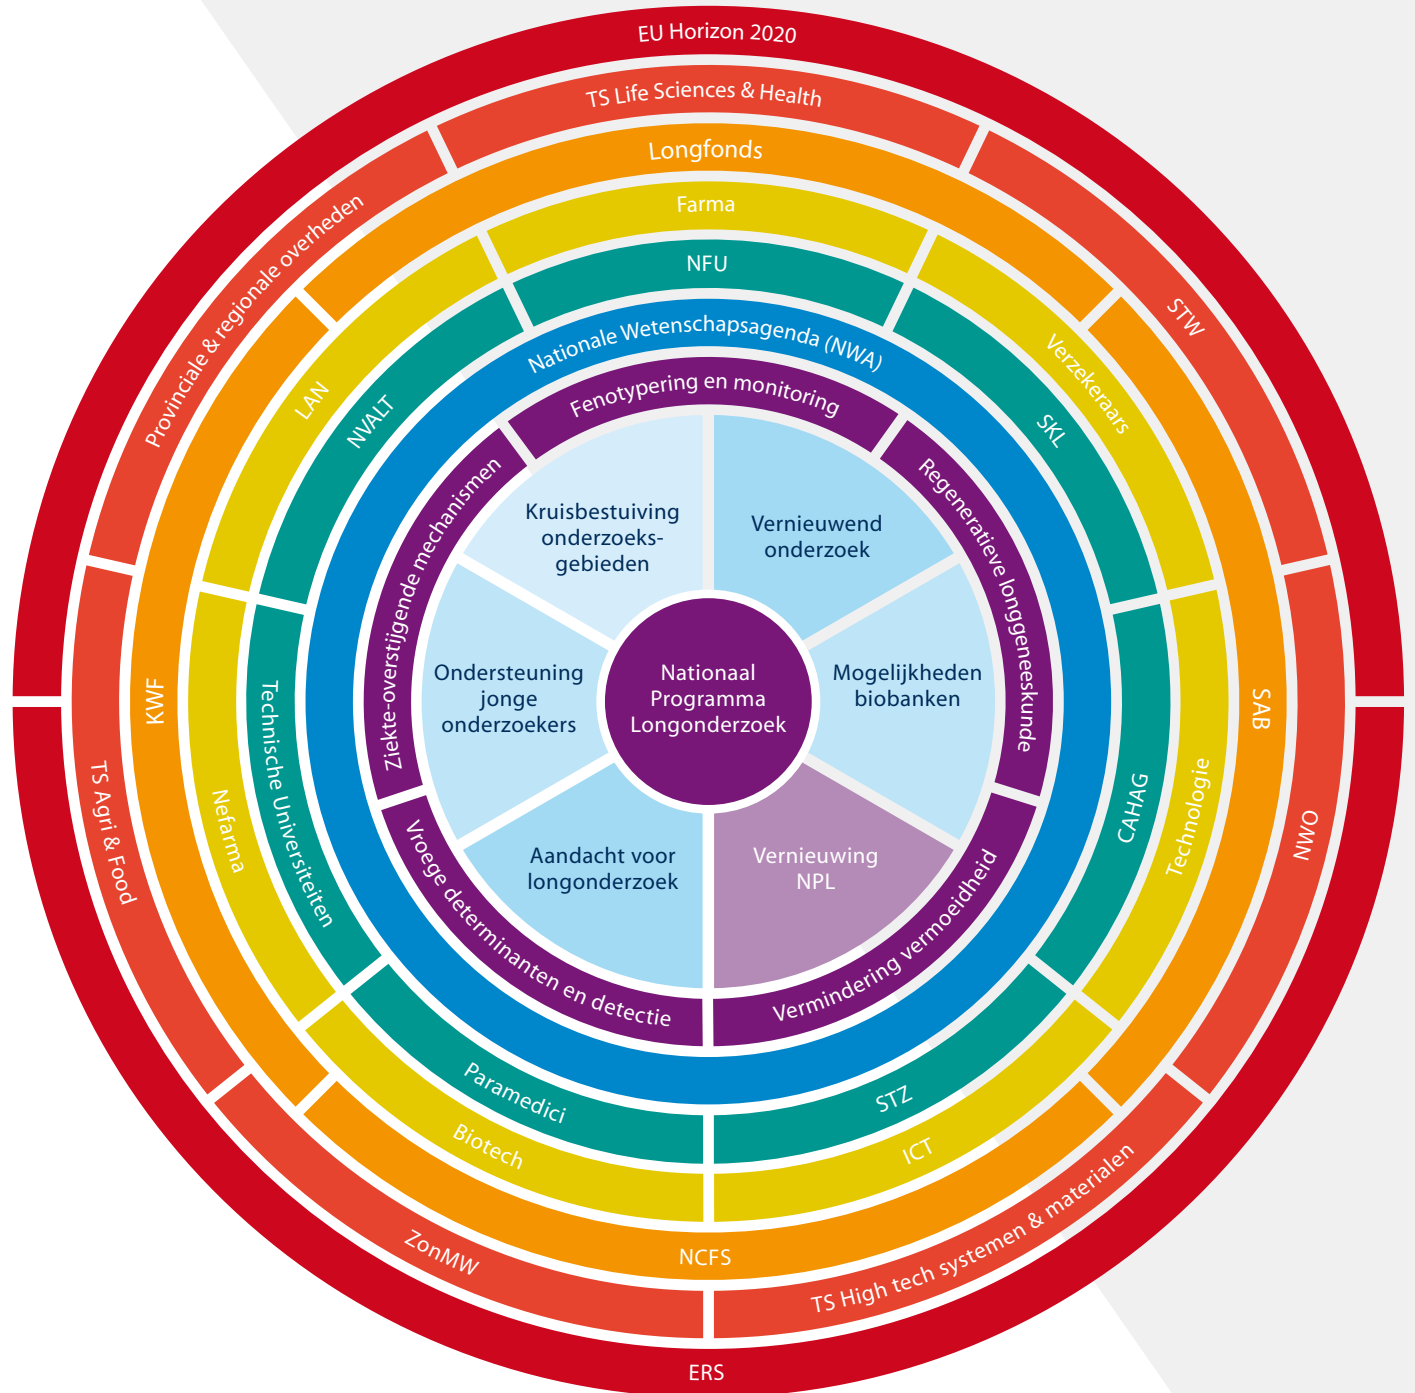 EU Horizon 2020
TS Life Sciences & Health
Longfonds
Farma
NFU
Nationale Wetenschapsagenda (NWA)
Fenotypering en monitoring
Provinciale & regionale overheden
STW
LAN
Verzekeraars
NVALT
SKL
Ziekte-overstijgende mechanismen
Regeneratieve longgeneeskunde
Kruisbestuiving
onderzoeks-
gebieden
Vernieuwend
onderzoek
Ondersteuning
jonge
onderzoekers
Nationaal
Programma
Longonderzoek
Mogelijkheden
biobanken
Aandacht voor
longonderzoek
Vernieuwing
NPL
KWF
SAB
Technische Universiteiten
CAHAG
Nefarma
Technologie
TS Agri & Food
NWO
Vroege determinanten en detectie
Vermindering vermoeidheid
Paramedici
STZ
Biotech
ICT
ZonMW
NCFS
TS High tech systemen & materialen
ERS